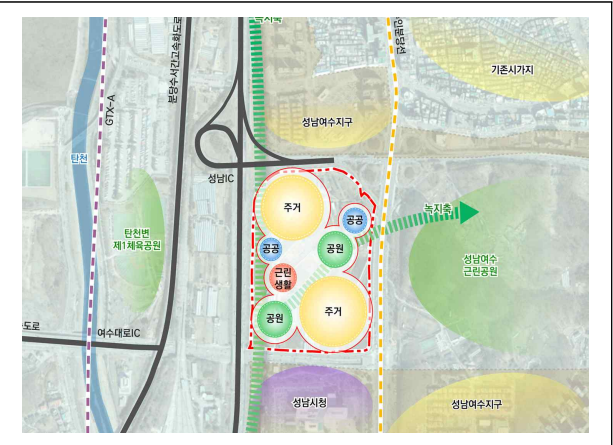 녹지축
인분당선
분당수서간고속화도로
GTX-A
기존시가지
성남여수지구
탄천
성남IC
주거
공공
녹지축
탄천변
제1체육공원
공공
공원
성남여수
근린공원
근린
생활
공원
주거
도로
여수대로IC
성남시청
성남여수지구